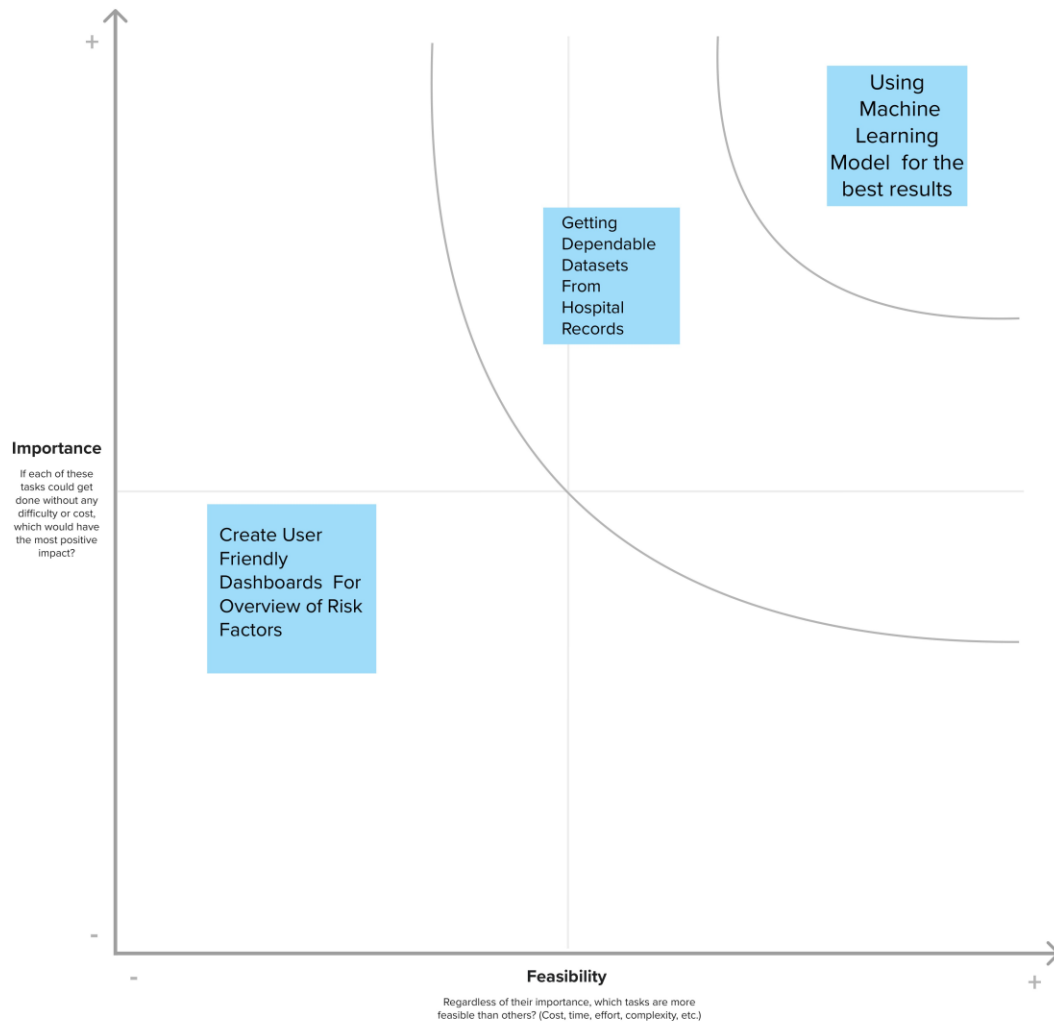 +
Using
Machine
Learning
Model for the
best results
Getting
Dependable
Datasets
From
Hospital
Records
Importance
If each of these
tasks could get
done without any
difficulty or cost,
which would have
the most positive
impact?
Create User
Friendly
Dashboards For
Overview of Risk
Factors
-
-
Feasibility
+
Regardless of their importance, which tasks are more
feasible than others? (Cost, time, effort, complexity, etc.)